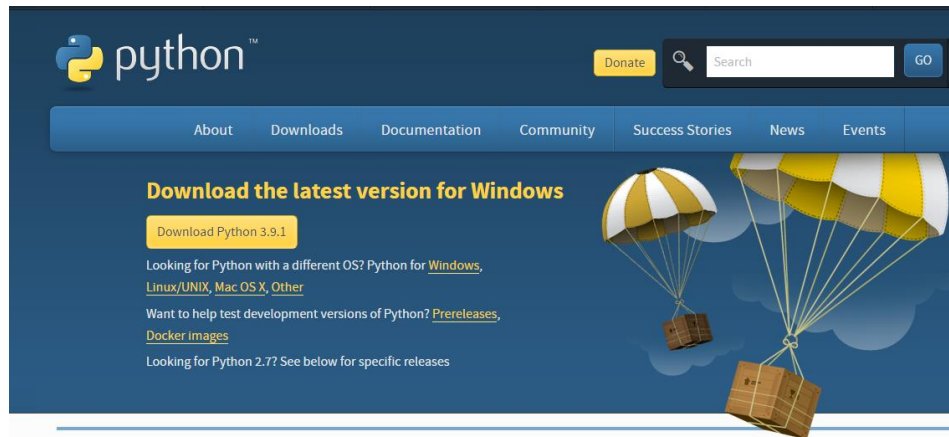 python™
Donate
Search
GO
About Downloads Documentation Community Success Stories News Events
Download the latest version for Windows
Download Python 3.9.1
Looking for Python with a different OS? Python for Windows,
Linux/UNIX, Mac OS X, Other
Want to help test development versions of Python? Prereleases,
Docker images
Looking for Python 2.7? See below for specific releases